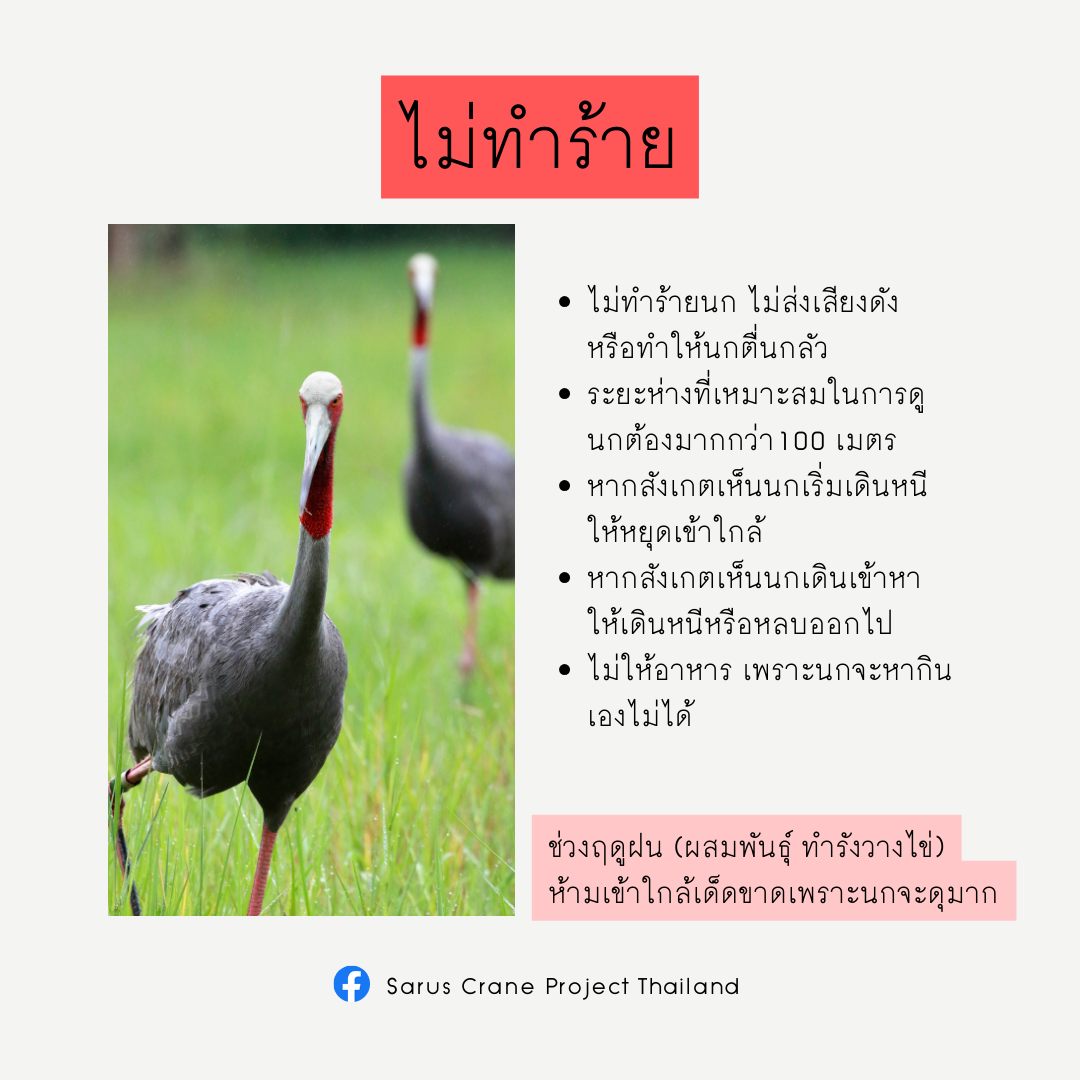 ไม่ทำร้าย
• ไม่ทำร้ายนก ไม่ส่งเสียงดัง
หรือทำให้นกตื่นกลัว
• ระยะห่างที่เหมาะสมในการดู
นกต้องมากกว่า100 เมตร
• หากสังเกตเห็นนกเริ่มเดินหนี
ให้หยุดเข้าใกล้
• หากสังเกตเห็นนกเดินเข้าหา
ให้เดินหนีหรือหลบออกไป
• ไม่ให้อาหาร เพราะนกจะหากิน
เองไม่ได้
ช่วงฤดูฝน (ผสมพันธุ์ ทำรังวางไข่)
ห้ามเข้าใกล้เด็ดขาดเพราะนกจะดุมาก
Sarus Crane Project Thailand